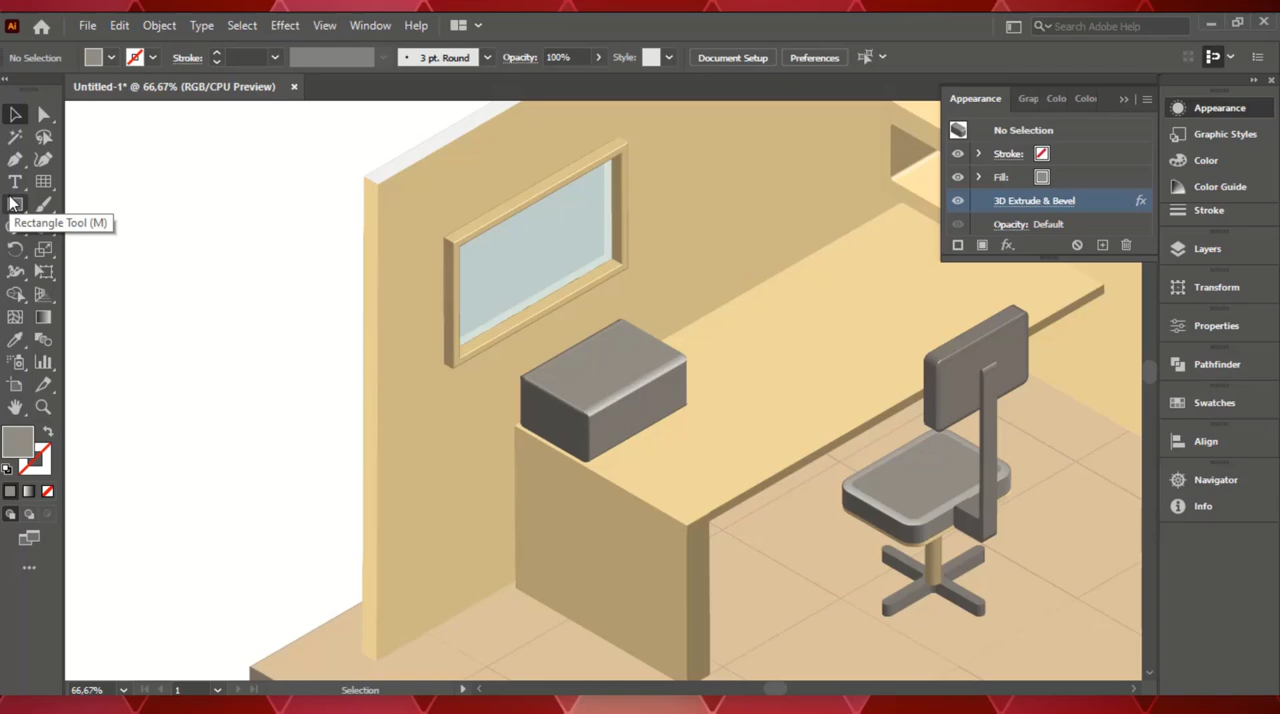 Ai File Edit Object Type Select Effect View Window Help Search Adobe Help
No Selection Stroke: 3 pt. Round Opacity: 100% Style: Document Setup Preferences
Untitled-1* @ 66,67% (RGB/CPU Preview)
Appearance Grap Colo Color
No Selection
Stroke:
Fill:
3D Extrude & Bevel fx
Opacity: Default
fx.
Appearance
Graphic Styles
Color
Color Guide
Stroke
Layers
Transform
Properties
Pathfinder
Swatches
Align
Navigator
Info
T
Rectangle Tool (M)
66,67% 1 Selection